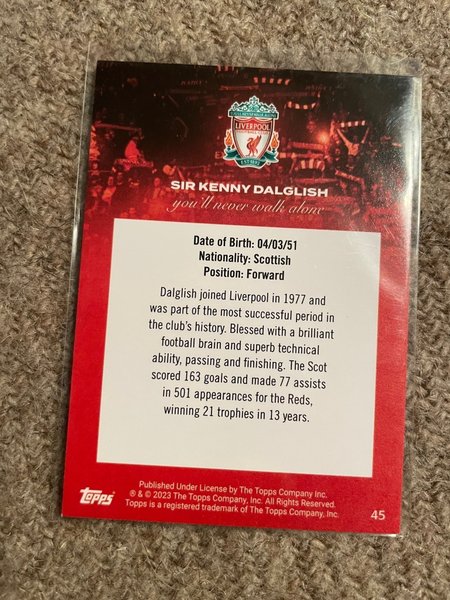 LIVERPOOL
SIR KENNY DALGLISH
you'll never walk alone
Date of Birth: 04/03/51
Nationality: Scottish
Position: Forward
Dalglish joined Liverpool in 1977 and
was part of the most successful period in
the club's history. Blessed with a brilliant
football brain and superb technical
ability, passing and finishing. The Scot
scored 163 goals and made 77 assists
in 501 appearances for the Reds,
winning 21 trophies in 13 years.
Topps
Published Under License by The Topps Company Inc.
® & © 2023 The Topps Company, Inc. All Rights Reserved.
Topps is a registered trademark of The Topps Company, Inc.
45